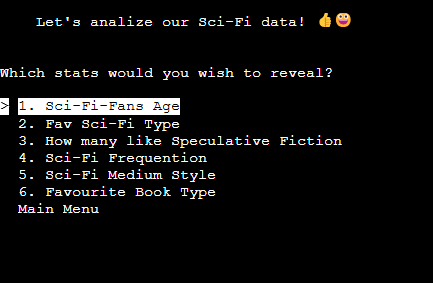 Let's analize our Sci-Fi data! 👍😀
Which stats would you wish to reveal?
> 1. Sci-Fi-Fans Age
2. Fav Sci-Fi Type
3. How many like Speculative Fiction
4. Sci-Fi Frequention
5. Sci-Fi Medium Style
6. Favourite Book Type
Main Menu